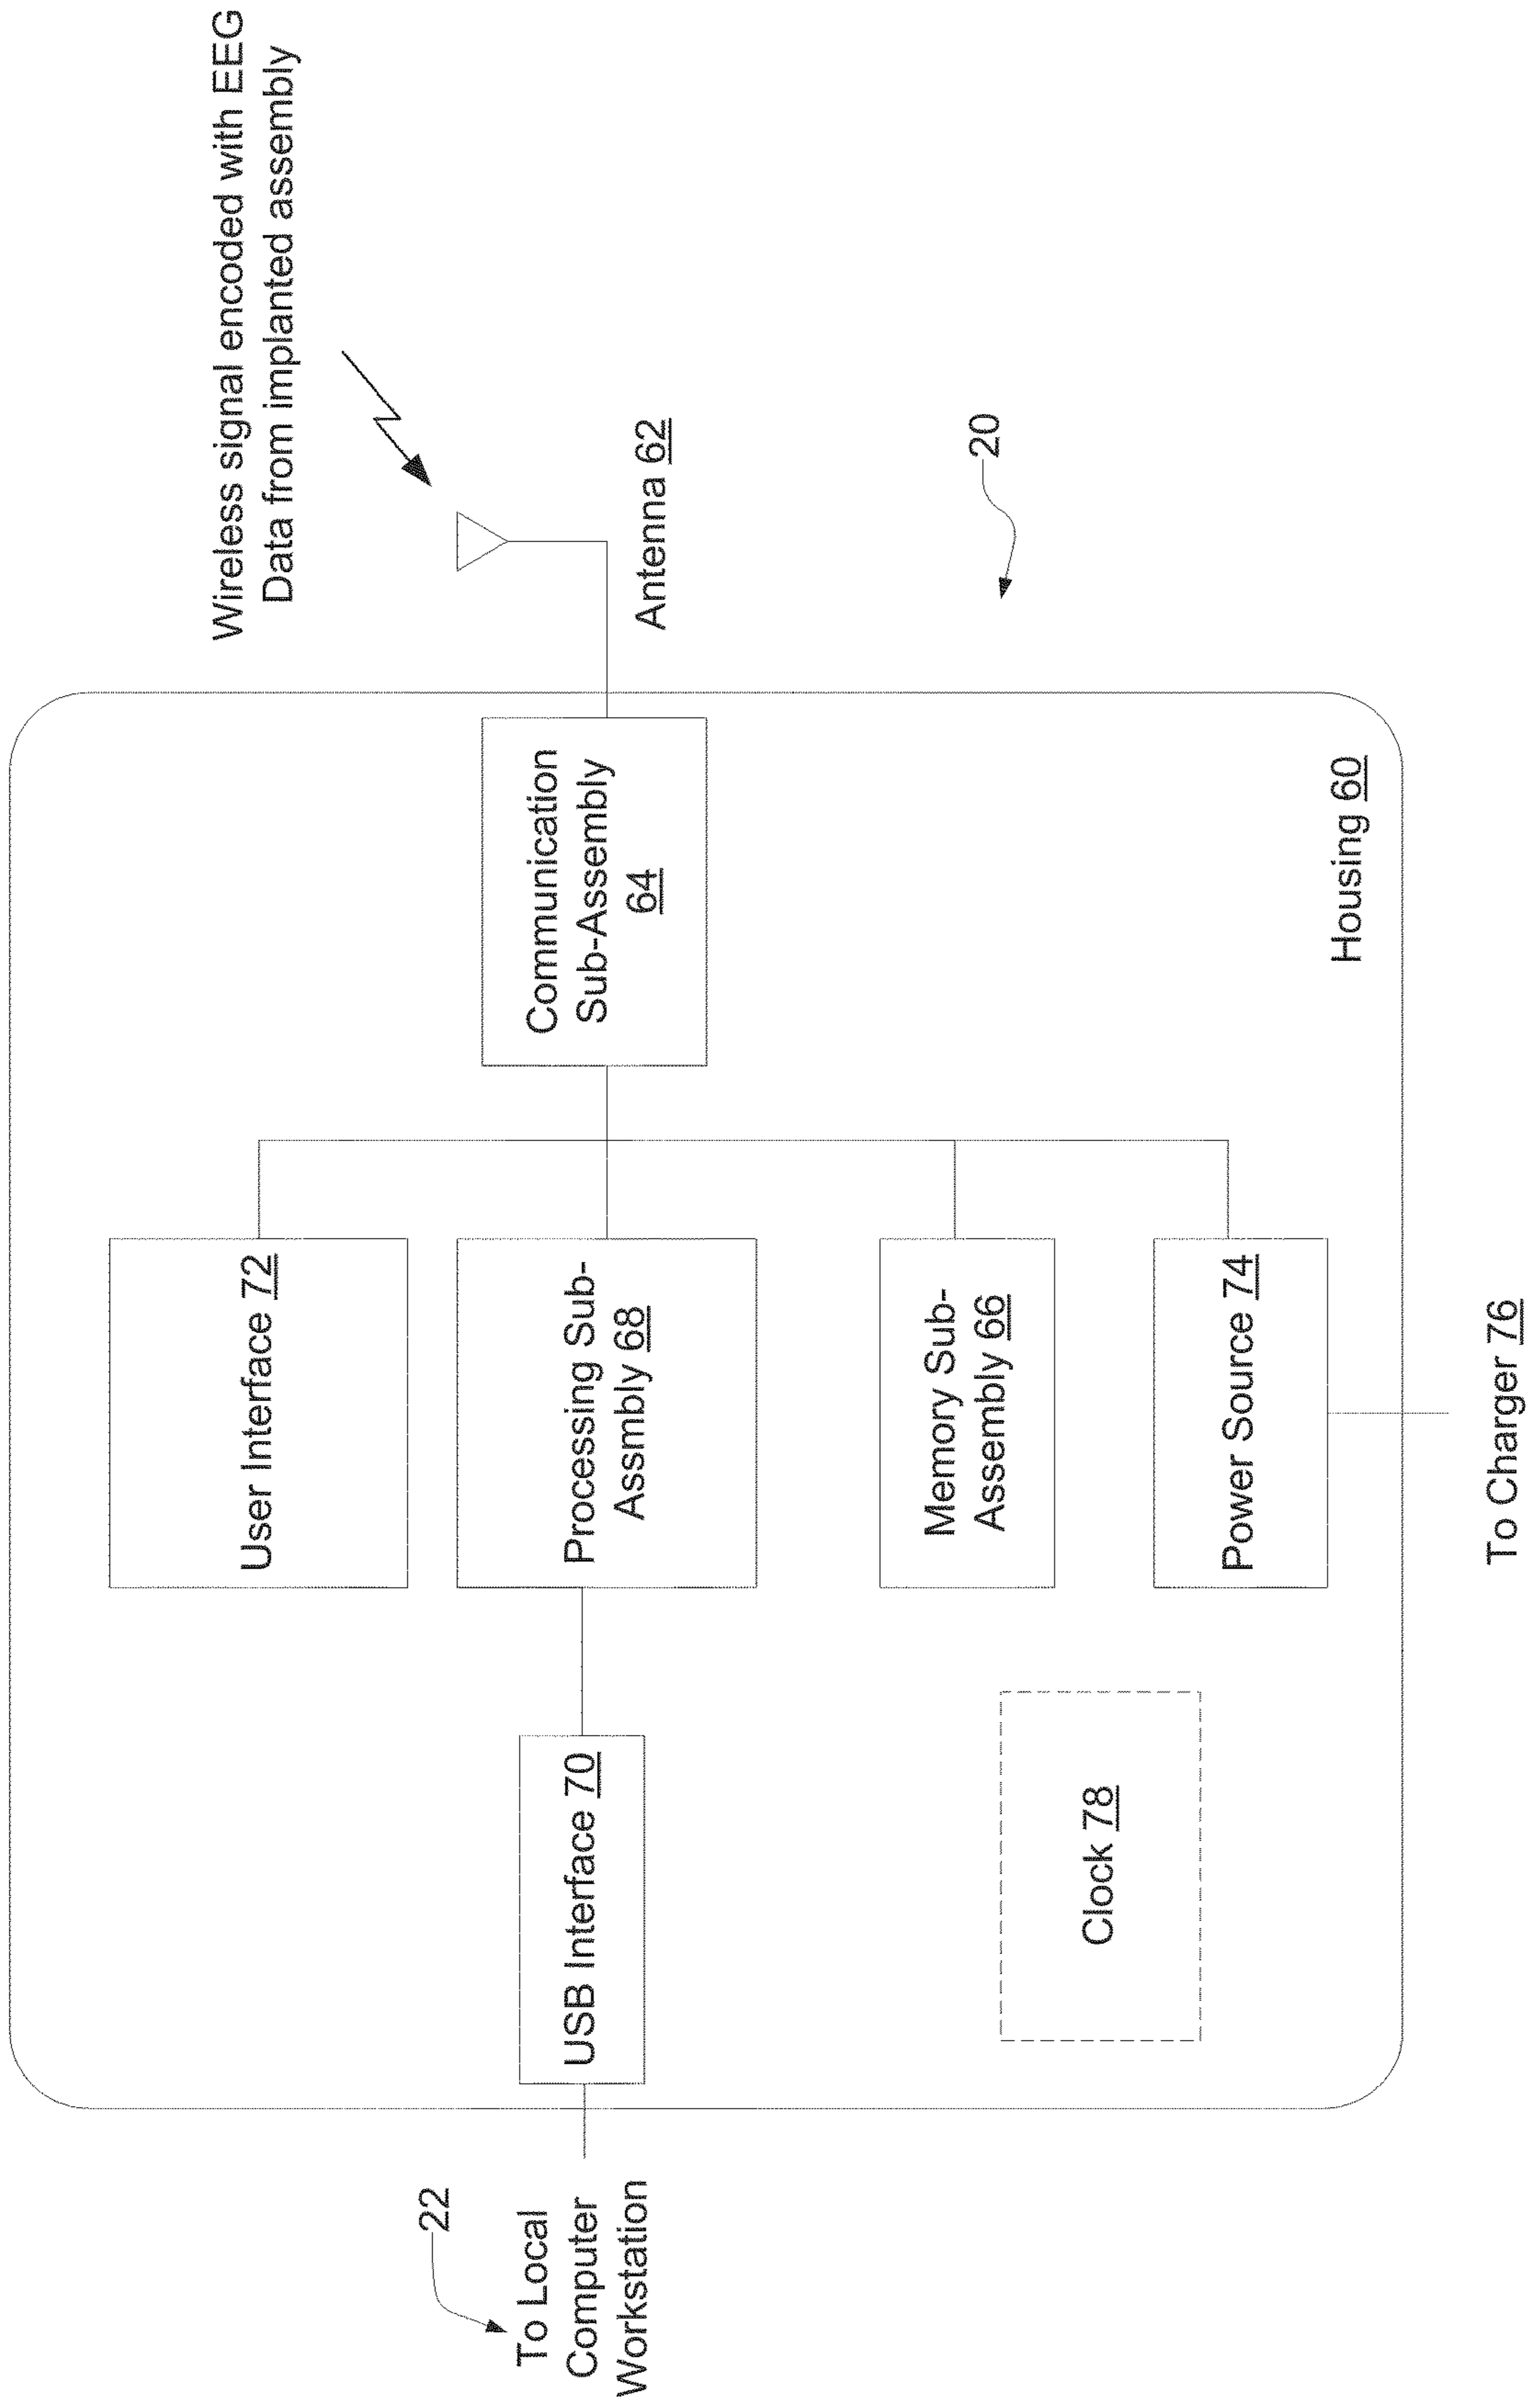 Wireless signal encoded with EEG
Data from implanted assembly
22
To Local
Computer
Workstation
User Interface 72
USB Interface 70
Processing Sub-
Assmbly 68
Communication
Sub-Assembly
64
Antenna 62
Memory Sub-
Assembly 66
20
Clock 78
Power Source 74
Housing 60
To Charger 76